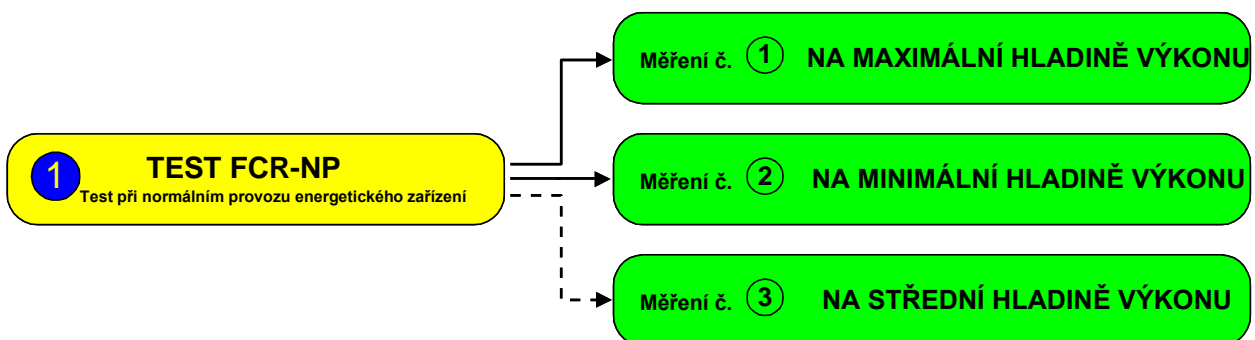 Měření č. 1 NA MAXIMÁLNÍ HLADINĚ VÝKONU
1 TEST FCR-NP
Test při normálním provozu energetického zařízení
Měření č. 2 NA MINIMÁLNÍ HLADINĚ VÝKONU
Měření č. 3 NA STŘEDNÍ HLADINĚ VÝKONU